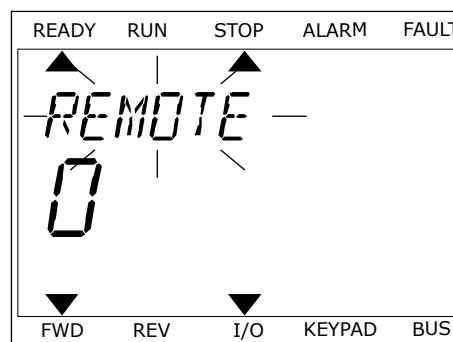 READY RUN STOP ALARM FAULT
REMOTE
0
FWD REV I/O KEYPAD BUS